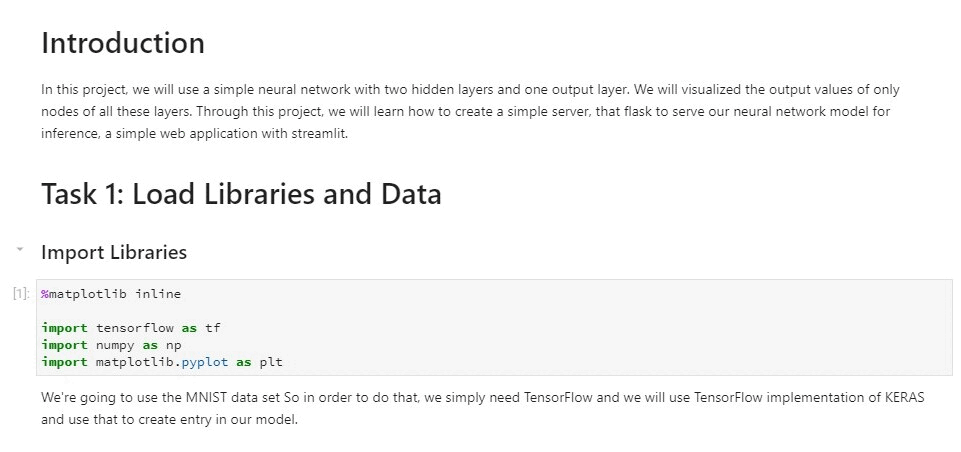 Introduction
In this project, we will use a simple neural network with two hidden layers and one output layer. We will visualized the output values of only
nodes of all these layers. Through this project, we will learn how to create a simple server, that flask to serve our neural network model for
inference, a simple web application with streamlit.
Task 1: Load Libraries and Data
Import Libraries
[1]: %matplotlib inline
import tensorflow as tf
import numpy as np
import matplotlib.pyplot as plt
We're going to use the MNIST data set So in order to do that, we simply need TensorFlow and we will use TensorFlow implementation of KERAS
and use that to create entry in our model.